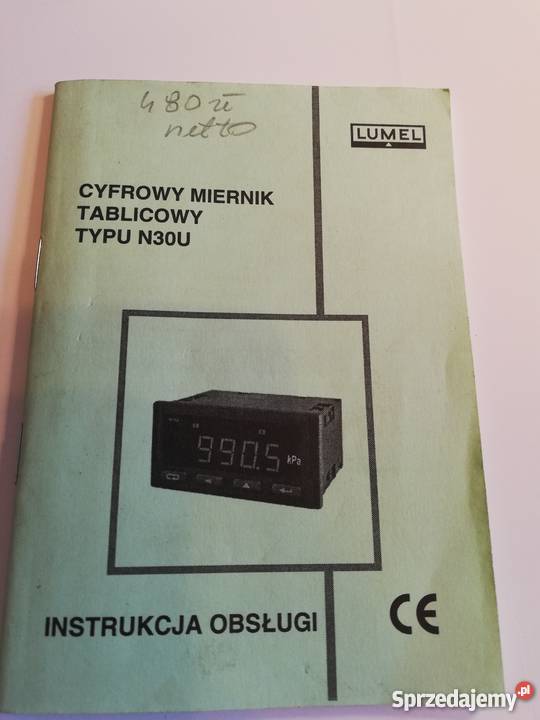 480 zł
netto
LUMEL
CYFROWY MIERNIK
TABLICOWY
TYPU N30U
990.5 kPa
INSTRUKCJA OBSŁUGI
CE
Sprzedajemy.pl